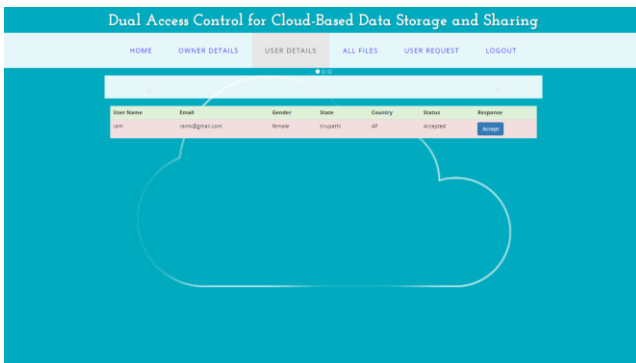 Dual Access Control for Cloud-Based Data Storage and Sharing
HOME OWNER DETAILS USER DETAILS ALL FILES USER REQUEST LOGOUT
User Name Email Gender State Country Status Response
ram ramk@gmail.com female tirupathi AP Accepted Accept